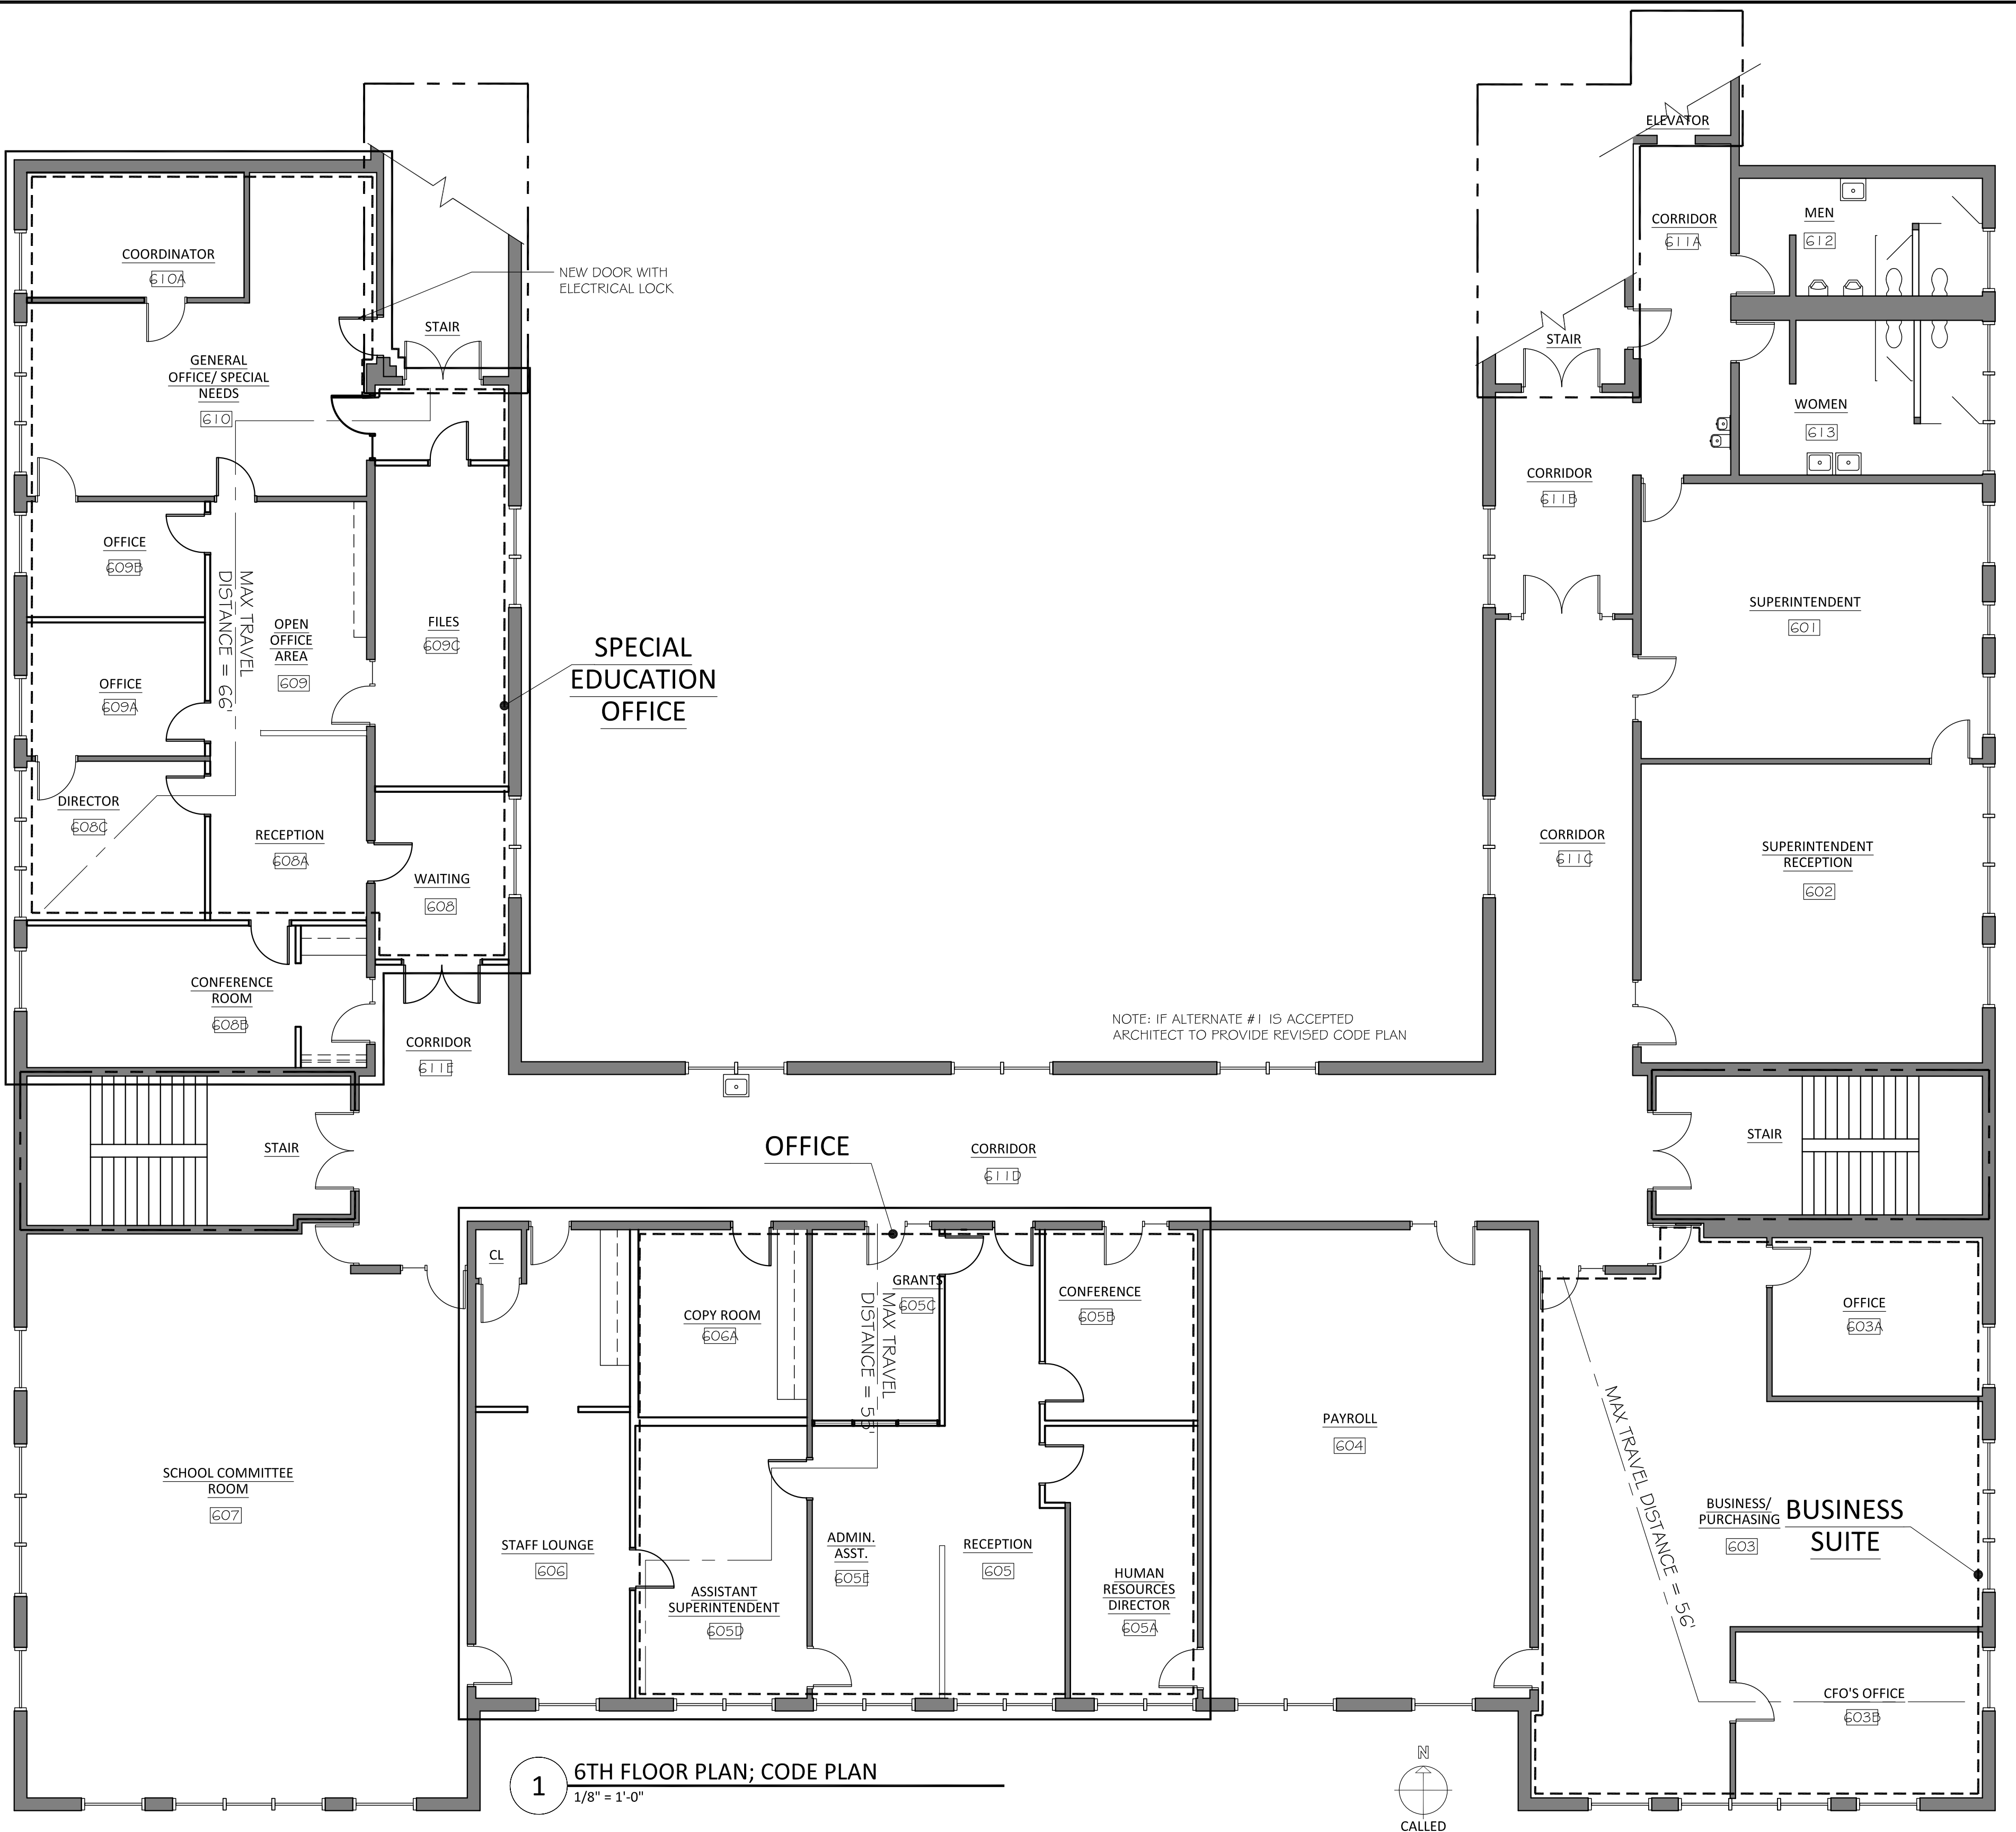 ELEVATOR
CORRIDOR
611A
MEN
612
COORDINATOR
610A
NEW DOOR WITH
ELECTRICAL LOCK
STAIR
STAIR
GENERAL
OFFICE/ SPECIAL
NEEDS
610
WOMEN
613
CORRIDOR
611B
OFFICE
609B
MAX TRAVEL
DISTANCE = 66'
OPEN
OFFICE
AREA
609
FILES
609C
SUPERINTENDENT
601
SPECIAL
EDUCATION
OFFICE
OFFICE
609A
DIRECTOR
608C
RECEPTION
608A
WAITING
608
CORRIDOR
611C
SUPERINTENDENT
RECEPTION
602
CONFERENCE
ROOM
608B
CORRIDOR
611E
NOTE: IF ALTERNATE #1 IS ACCEPTED
ARCHITECT TO PROVIDE REVISED CODE PLAN
STAIR
OFFICE
CORRIDOR
611D
STAIR
CL
COPY ROOM
606A
GRANTS
605C
MAX TRAVEL
DISTANCE = 55'
CONFERENCE
605B
OFFICE
603A
PAYROLL
604
MAX TRAVEL DISTANCE = 56'
SCHOOL COMMITTEE
ROOM
607
STAFF LOUNGE
606
ADMIN.
ASST.
605E
RECEPTION
605
BUSINESS/
PURCHASING
603
BUSINESS
SUITE
ASSISTANT
SUPERINTENDENT
605D
HUMAN
RESOURCES
DIRECTOR
605A
CFO'S OFFICE
603B
1
6TH FLOOR PLAN; CODE PLAN
1/8" = 1'-0"
N
CALLED